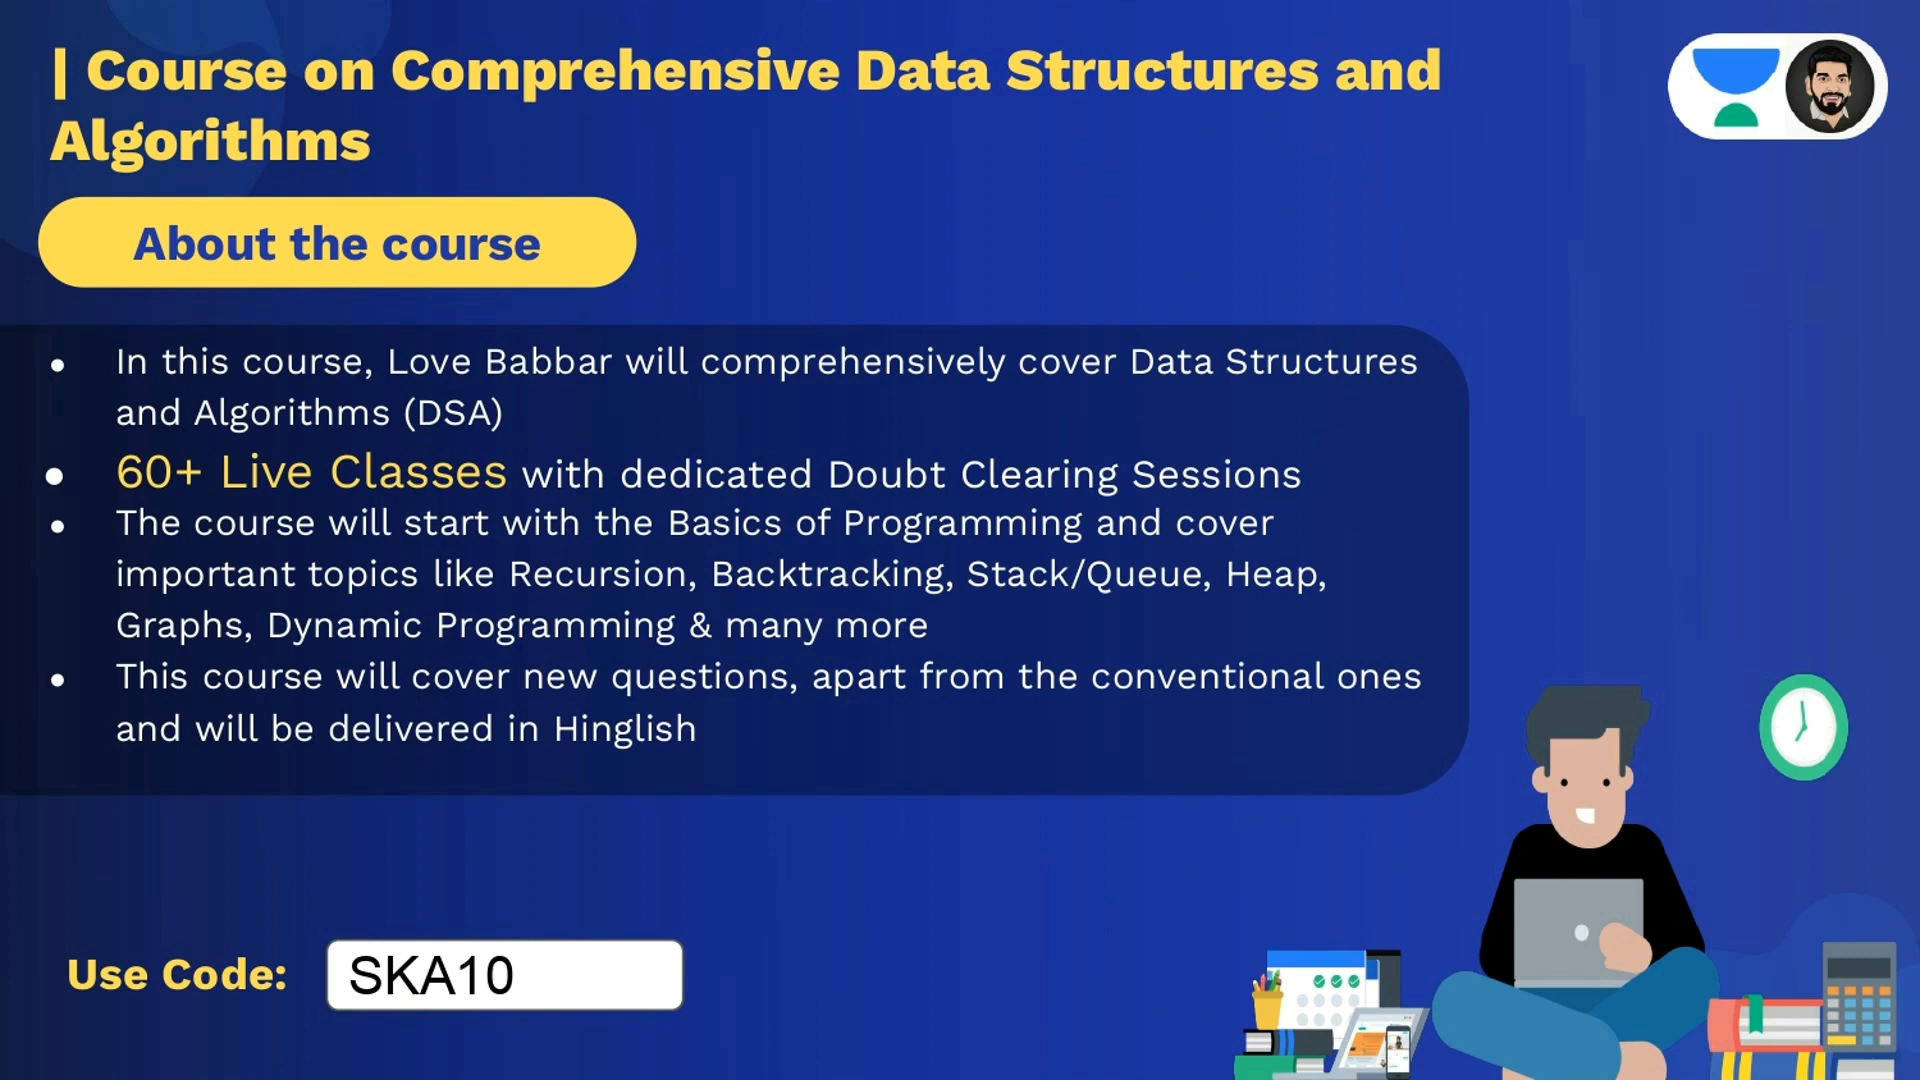 | Course on Comprehensive Data Structures and
Algorithms
About the course
• In this course, Love Babbar will comprehensively cover Data Structures
and Algorithms (DSA)
• 60+ Live Classes with dedicated Doubt Clearing Sessions
• The course will start with the Basics of Programming and cover
important topics like Recursion, Backtracking, Stack/Queue, Heap,
Graphs, Dynamic Programming & many more
• This course will cover new questions, apart from the conventional ones
and will be delivered in Hinglish
Use Code: SKA10